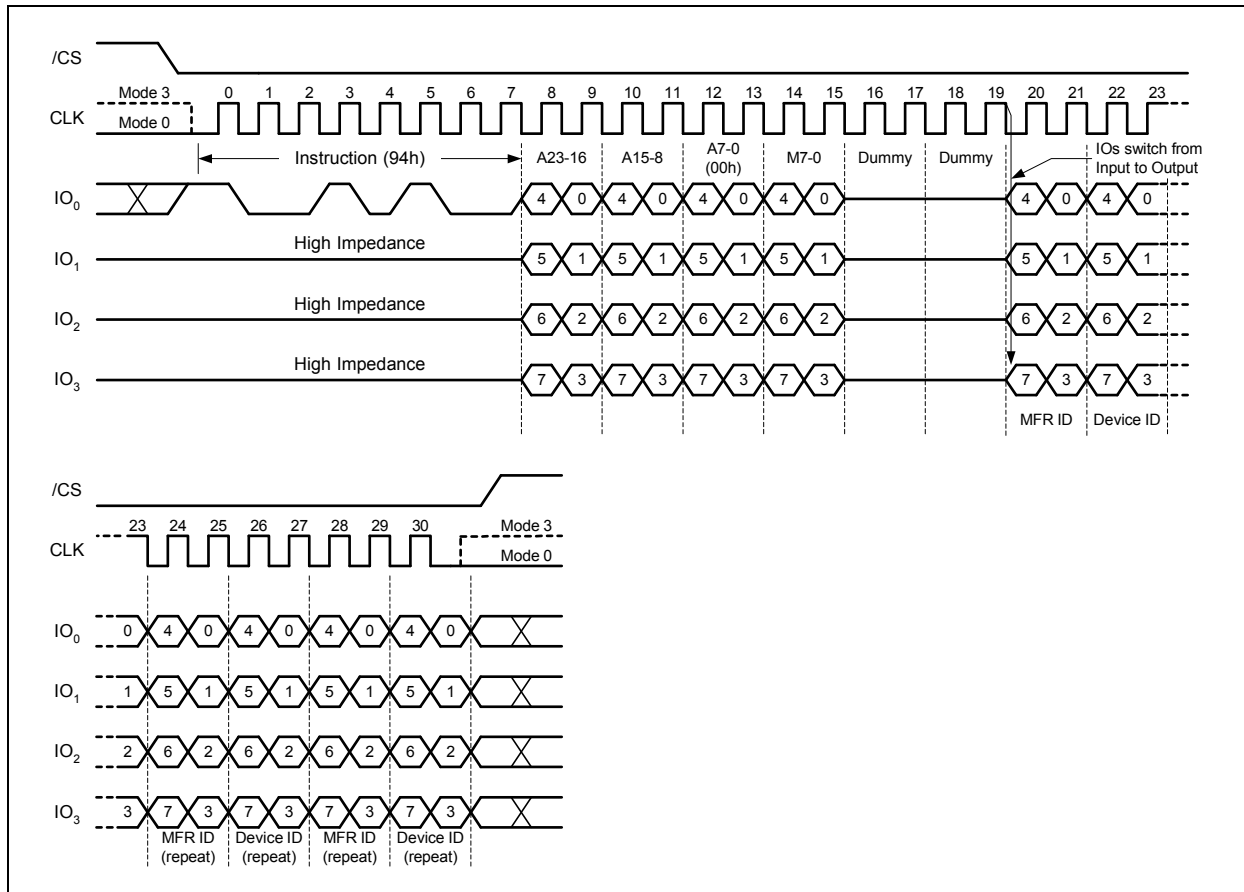 /CS
Mode 3 0 1 2 3 4 5 6 7 8 9 10 11 12 13 14 15 16 17 18 19 20 21 22 23
CLK Mode 0
Instruction (94h) A23-16 A15-8 A7-0 (00h) M7-0 Dummy Dummy IOs switch from Input to Output
IO0 4 0 4 0 4 0 4 0 4 0 4 0
High Impedance
IO1 5 1 5 1 5 1 5 1 5 1 5 1
High Impedance
IO2 6 2 6 2 6 2 6 2 6 2 6 2
High Impedance
IO3 7 3 7 3 7 3 7 3 7 3 7 3
MFR ID Device ID
/CS
23 24 25 26 27 28 29 30 Mode 3
CLK Mode 0
IO0 0 4 0 4 0 4 0 4 0
IO1 1 5 1 5 1 5 1 5 1
IO2 2 6 2 6 2 6 2 6 2
IO3 3 7 3 7 3 7 3 7 3
MFR ID Device ID MFR ID Device ID
(repeat) (repeat) (repeat) (repeat)